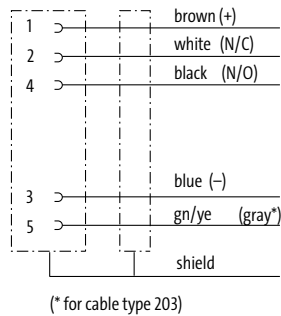 1 brown (+)
2 white (N/C)
4 black (N/O)
3 blue (–)
5 gn/ye (gray*)
shield
(* for cable type 203)